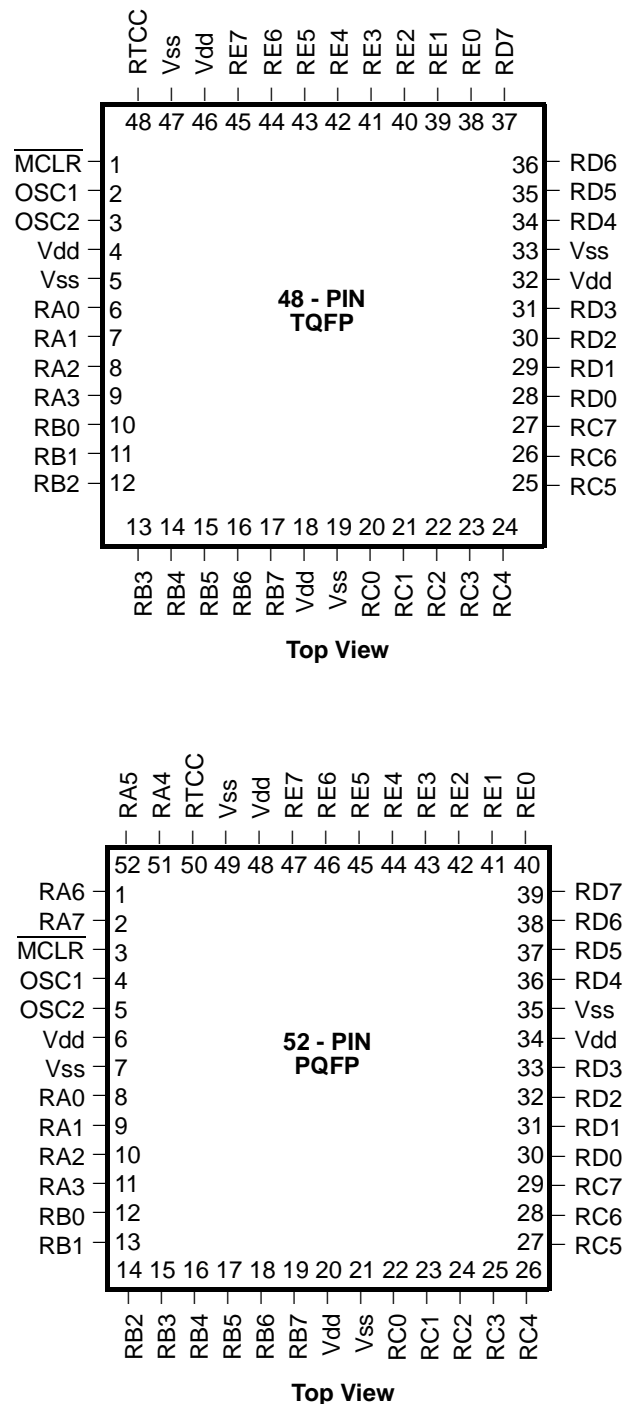 RTCC Vss Vdd RE7 RE6 RE5 RE4 RE3 RE2 RE1 RE0 RD7
48 47 46 45 44 43 42 41 40 39 38 37
MCLR 1 36 RD6
OSC1 2 35 RD5
OSC2 3 34 RD4
Vdd 4 33 Vss
Vss 5 32 Vdd
RA0 6 31 RD3
RA1 7 30 RD2
RA2 8 29 RD1
RA3 9 28 RD0
RB0 10 27 RC7
RB1 11 26 RC6
RB2 12 25 RC5
48 - PIN
TQFP
13 14 15 16 17 18 19 20 21 22 23 24
RB3 RB4 RB5 RB6 RB7 Vdd Vss RC0 RC1 RC2 RC3 RC4
Top View
RA5 RA4 RTCC Vss Vdd RE7 RE6 RE5 RE4 RE3 RE2 RE1 RE0
52 51 50 49 48 47 46 45 44 43 42 41 40
RA6 1 39 RD7
RA7 2 38 RD6
MCLR 3 37 RD5
OSC1 4 36 RD4
OSC2 5 35 Vss
Vdd 6 34 Vdd
Vss 7 33 RD3
RA0 8 32 RD2
RA1 9 31 RD1
RA2 10 30 RD0
RA3 11 29 RC7
RB0 12 28 RC6
RB1 13 27 RC5
52 - PIN
PQFP
14 15 16 17 18 19 20 21 22 23 24 25 26
RB2 RB3 RB4 RB5 RB6 RB7 Vdd Vss RC0 RC1 RC2 RC3 RC4
Top View